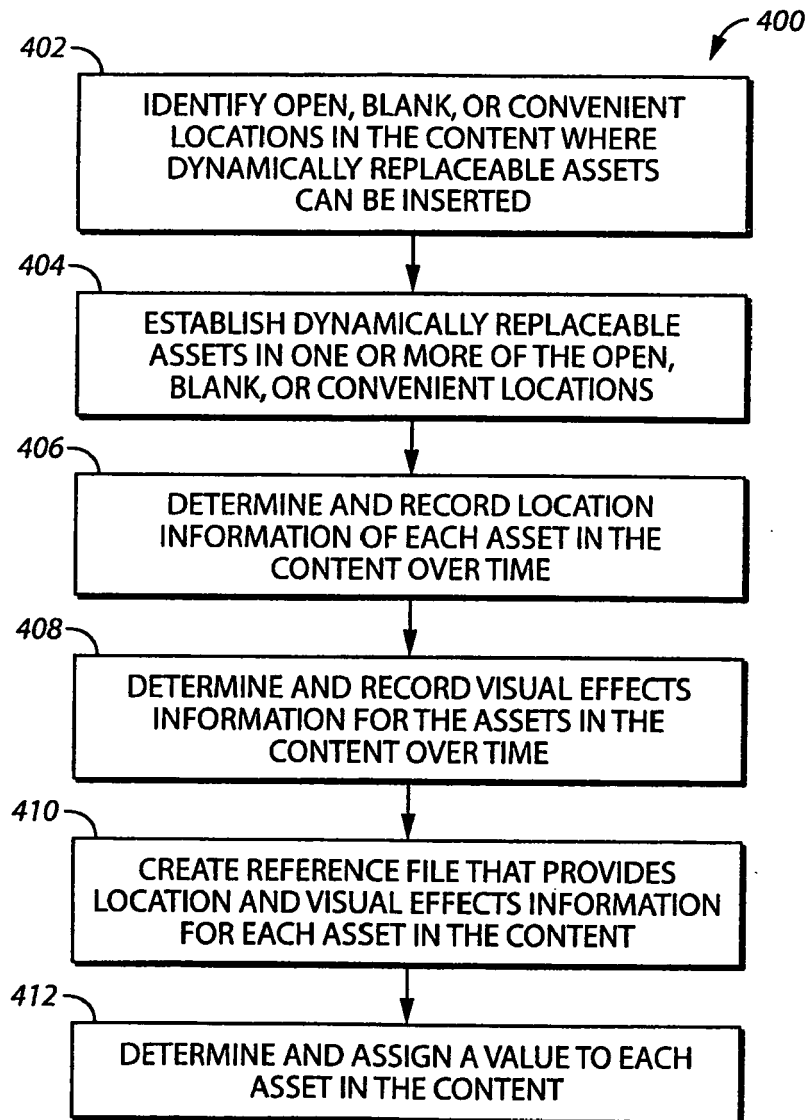 400
402
IDENTIFY OPEN, BLANK, OR CONVENIENT
LOCATIONS IN THE CONTENT WHERE
DYNAMICALLY REPLACEABLE ASSETS
CAN BE INSERTED
404
ESTABLISH DYNAMICALLY REPLACEABLE
ASSETS IN ONE OR MORE OF THE OPEN,
BLANK, OR CONVENIENT LOCATIONS
406
DETERMINE AND RECORD LOCATION
INFORMATION OF EACH ASSET IN THE
CONTENT OVER TIME
408
DETERMINE AND RECORD VISUAL EFFECTS
INFORMATION FOR THE ASSETS IN THE
CONTENT OVER TIME
410
CREATE REFERENCE FILE THAT PROVIDES
LOCATION AND VISUAL EFFECTS INFORMATION
FOR EACH ASSET IN THE CONTENT
412
DETERMINE AND ASSIGN A VALUE TO EACH
ASSET IN THE CONTENT